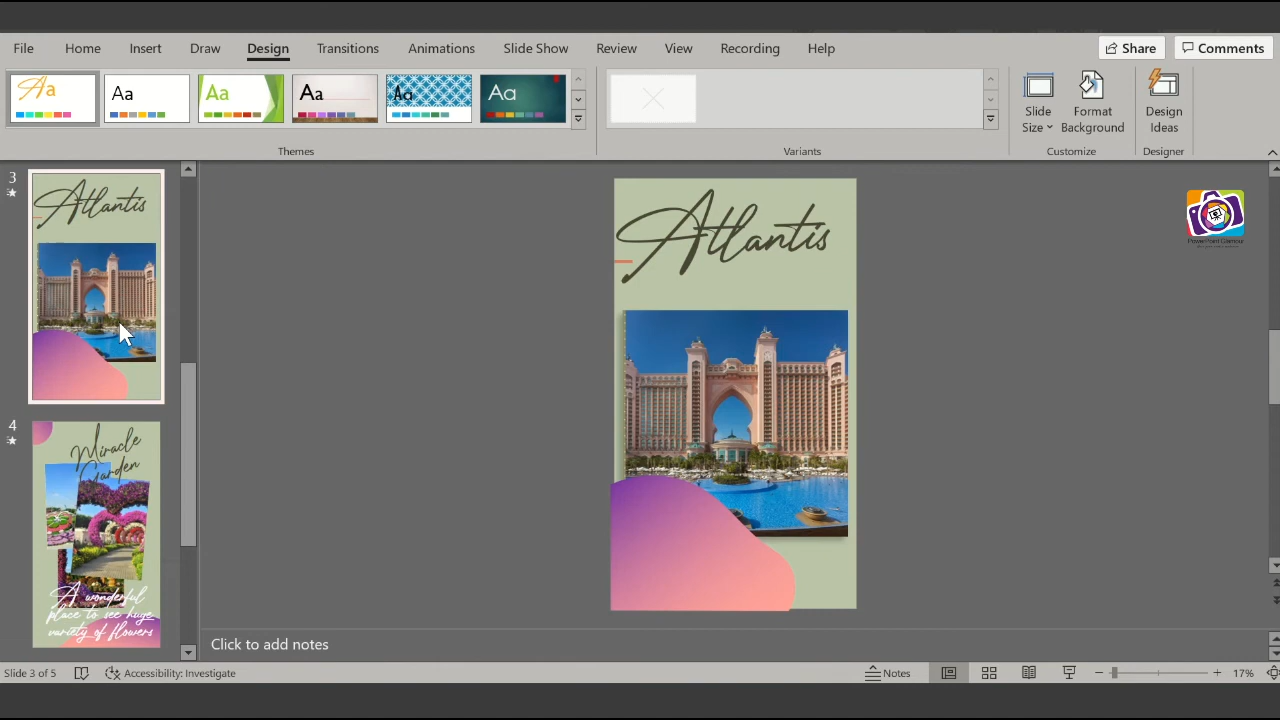 File Home Insert Draw Design Transitions Animations Slide Show Review View Recording Help Share Comments
Aa Aa Aa Aa Aa Aa
Slide Size Format Background Design Ideas
Themes Variants Customize Designer
3
Atlantis
4
Miracle
Garden
A wonderful
place to see huge
variety of flowers
Atlantis
PowerPoint Glamour
Click to add notes
Slide 3 of 5 Accessibility: Investigate Notes 17%